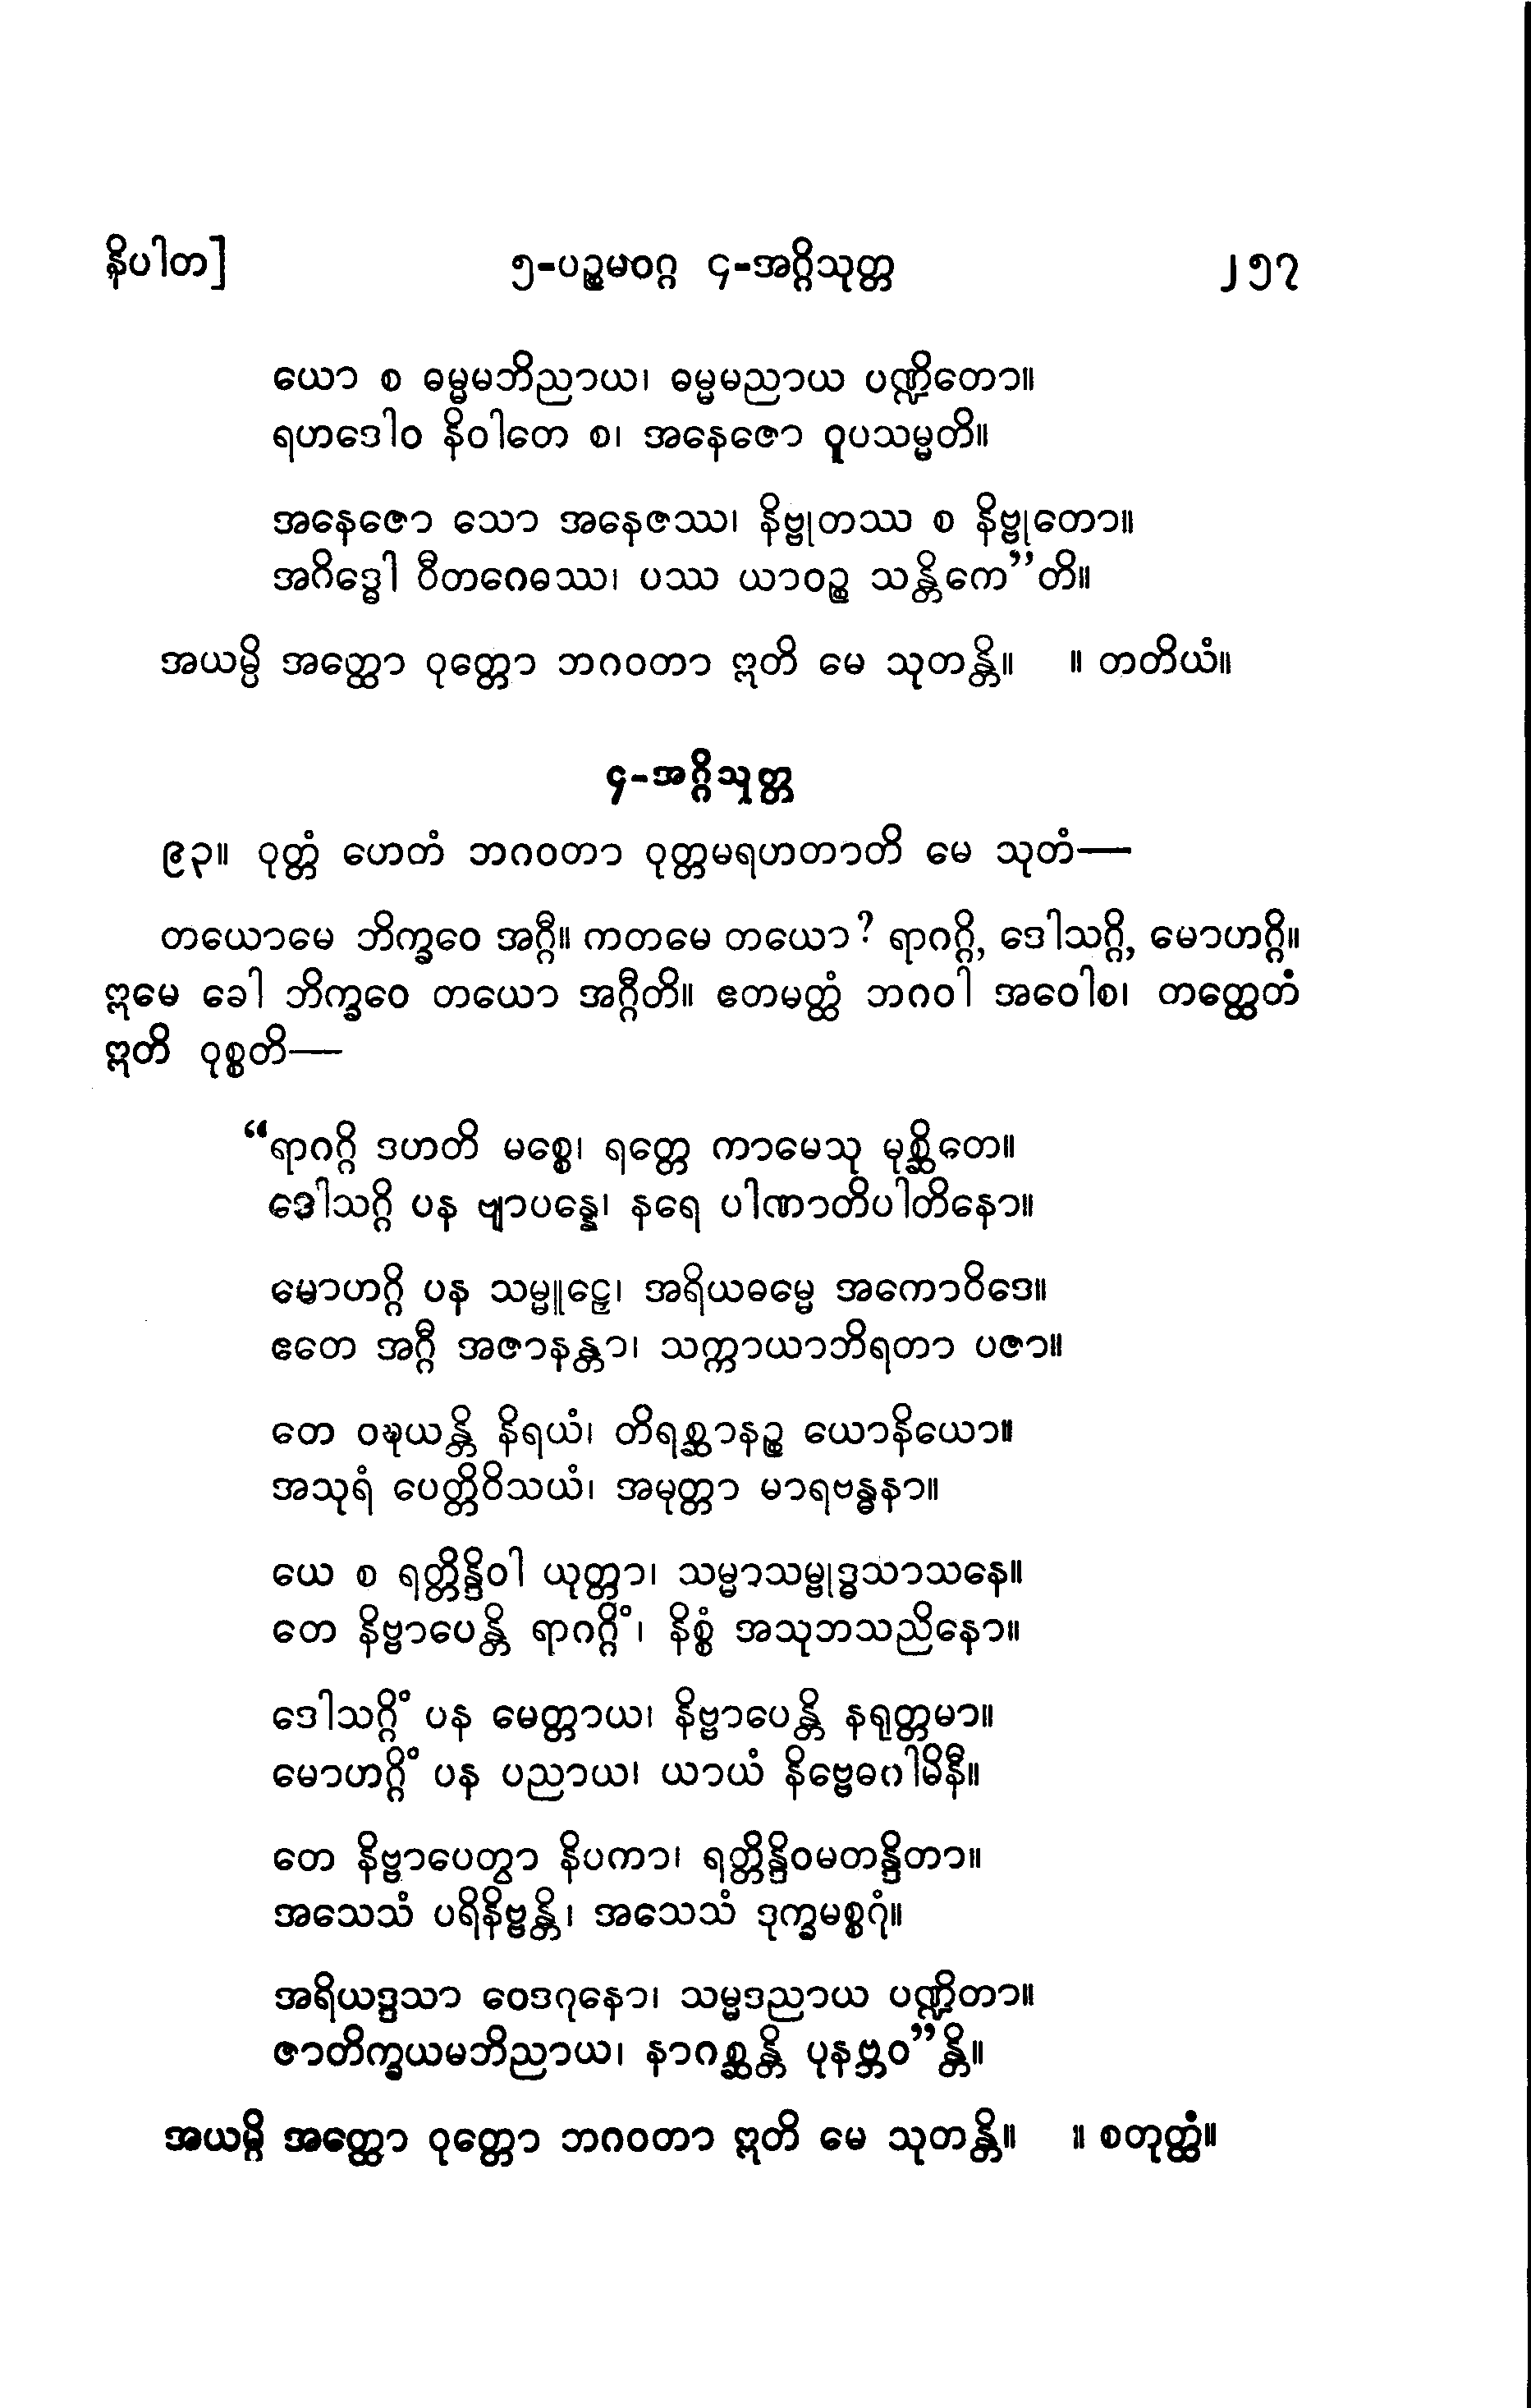 နိပါတ]	၅-ပဉ္စမဝဂ္ဂ ၄-အဂ္ဂိသုတ္တ	၂၅၇
ယော စ ဓမ္မမဘိညာယ၊ ဓမ္မမညာယ ပဏ္ဍိတော။
ရဟဒေါဝ နိဝါတေ စ၊ အနေဇော ဝူပသမ္မတိ။
အနေဇော သော အနေဇဿ၊ နိဗ္ဗုတဿ စ နိဗ္ဗုတော။
အဂိဒ္ဓေါ ဝီတဂေဓဿ၊ ပဿ ယာဝဉ္စ သန္တိကေ”တိ။
အယမ္ပိ အတ္ထော ဝုတ္တော ဘဂဝတာ ဣတိ မေ သုတန္တိ။ ။ တတိယံ။
၄-အဂ္ဂိသုတ္တ
၉၃။ ဝုတ္တံ ဟေတံ ဘဂဝတာ ဝုတ္တမရဟတာတိ မေ သုတံ—
တယောမေ ဘိက္ခဝေ အဂ္ဂီ။ ကတမေ တယော? ရာဂဂ္ဂိ, ဒေါသဂ္ဂိ, မောဟဂ္ဂိ။
ဣမေ ခေါ ဘိက္ခဝေ တယော အဂ္ဂီတိ။ ဧတမတ္ထံ ဘဂဝါ အဝေါစ၊ တတ္ထေတံ
ဣတိ ဝုစ္စတိ—
“ရာဂဂ္ဂိ ဒဟတိ မစ္စေ၊ ရတ္တေ ကာမေသု မုစ္ဆိတေ။
ဒေါသဂ္ဂိ ပန ဗျာပန္နေ၊ နရေ ပါဏာတိပါတိနော။
မောဟဂ္ဂိ ပန သမ္မူဠှေ၊ အရိယဓမ္မေ အကောဝိဒေ။
ဧတေ အဂ္ဂီ အဇာနန္တာ၊ သက္ကာယာဘိရတာ ပဇာ။
တေ ဝဍ္ဎယန္တိ နိရယံ၊ တိရစ္ဆာနဉ္စ ယောနိယော။
အသုရံ ပေတ္တိဝိသယံ၊ အမုတ္တာ မာရဗန္ဓနာ။
ယေ စ ရတ္တိန္ဒိဝါ ယုတ္တာ၊ သမ္မာသမ္ဗုဒ္ဓသာသနေ။
တေ နိဗ္ဗာပေန္တိ ရာဂဂ္ဂိံ၊ နိစ္စံ အသုဘသညိနော။
ဒေါသဂ္ဂိံ ပန မေတ္တာယ၊ နိဗ္ဗာပေန္တိ နရုတ္တမာ။
မောဟဂ္ဂိံ ပန ပညာယ၊ ယာယံ နိဗ္ဗေဓဂါမိနီ။
တေ နိဗ္ဗာပေတွာ နိပကာ၊ ရတ္တိန္ဒိဝမတန္ဒိတာ။
အသေသံ ပရိနိဗ္ဗန္တိ၊ အသေသံ ဒုက္ခမစ္စဂုံ။
အရိယဒ္ဒသာ ဝေဒဂုနော၊ သမ္မဒညာယ ပဏ္ဍိတာ။
ဇာတိက္ခယမဘိညာယ၊ နာဂစ္ဆန္တိ ပုနဗ္ဘဝ”န္တိ။
အယမ္ပိ အတ္ထော ဝုတ္တော ဘဂဝတာ ဣတိ မေ သုတန္တိ။ ။ စတုတ္ထံ။